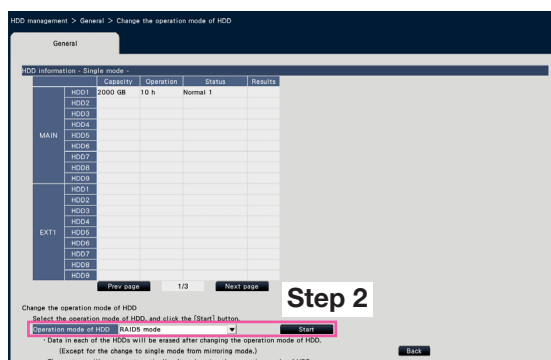 HDD management > General > Change the operation mode of HDD
General
HDD information - Single mode -
Capacity Operation Status Results
MAIN
HDD1 2000 GB 10 h Normal 1
HDD2
HDD3
HDD4
HDD5
HDD6
HDD7
HDD8
HDD9
EXT1
HDD1
HDD2
HDD3
HDD4
HDD5
HDD6
HDD7
HDD8
HDD9
Prev page 1/3 Next page
Step 2
Change the operation mode of HDD
Select the operation mode of HDD, and click the [Start] button.
Operation mode of HDD RAID5 mode Start
・Data in each of the HDDs will be erased after changing the operation mode of HDD.
(Except for the change to single mode from mirroring mode.)
Back